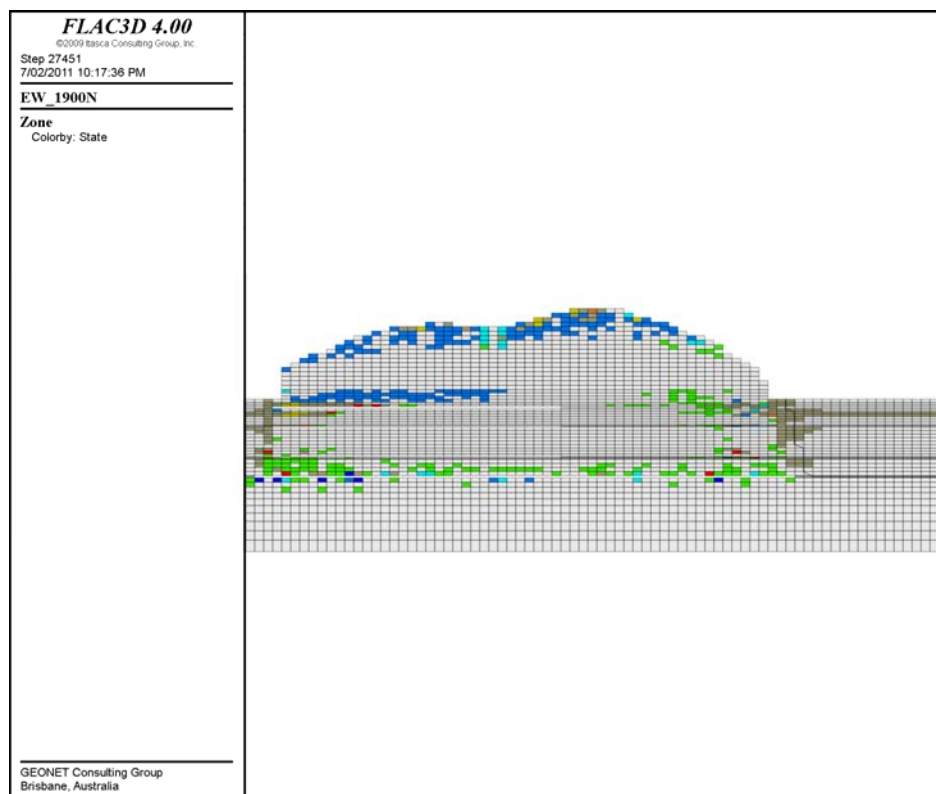 FLAC3D 4.00
©2009 Itasca Consulting Group, Inc.
Step 27451
7/02/2011 10:17:36 PM
EW_1900N
Zone
Colorby: State
GEONET Consulting Group
Brisbane, Australia